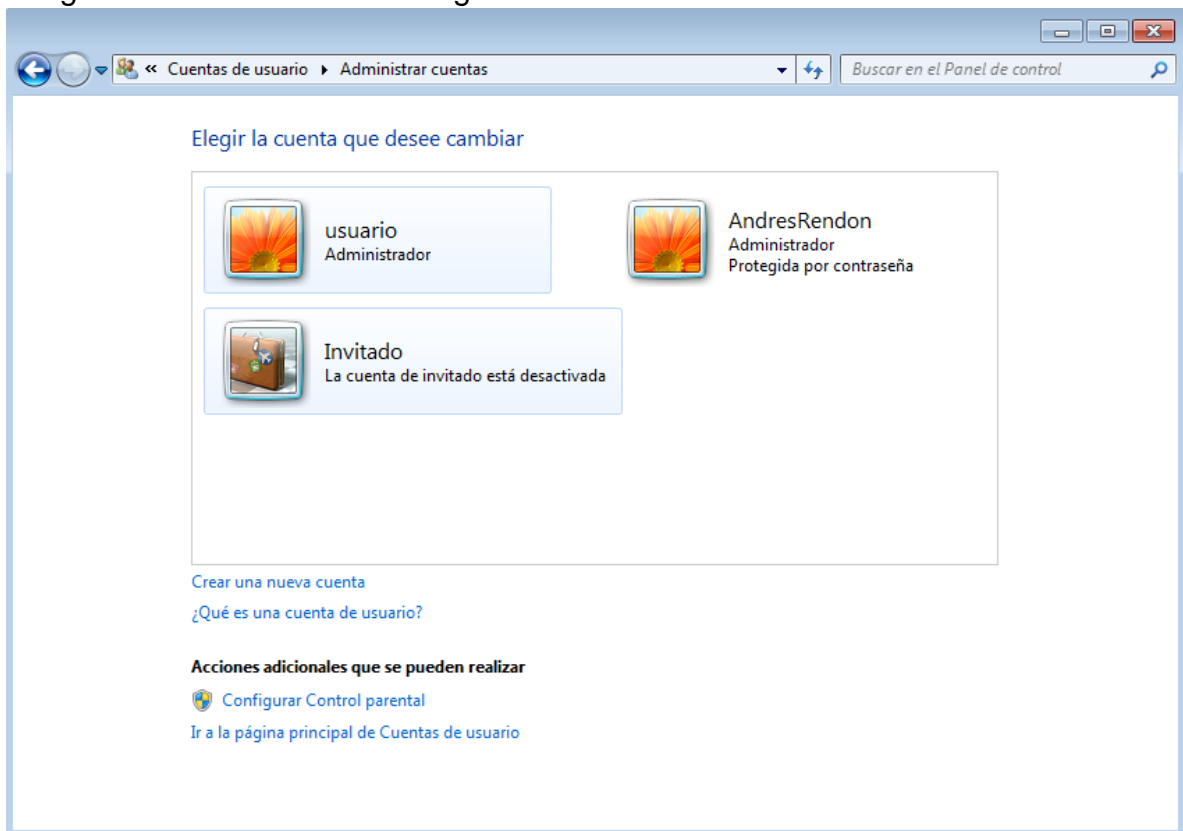 « Cuentas de usuario ▸ Administrar cuentas
Buscar en el Panel de control
Elegir la cuenta que desee cambiar
usuario
Administrador
AndresRendon
Administrador
Protegida por contraseña
Invitado
La cuenta de invitado está desactivada
Crear una nueva cuenta
¿Qué es una cuenta de usuario?
Acciones adicionales que se pueden realizar
Configurar Control parental
Ir a la página principal de Cuentas de usuario